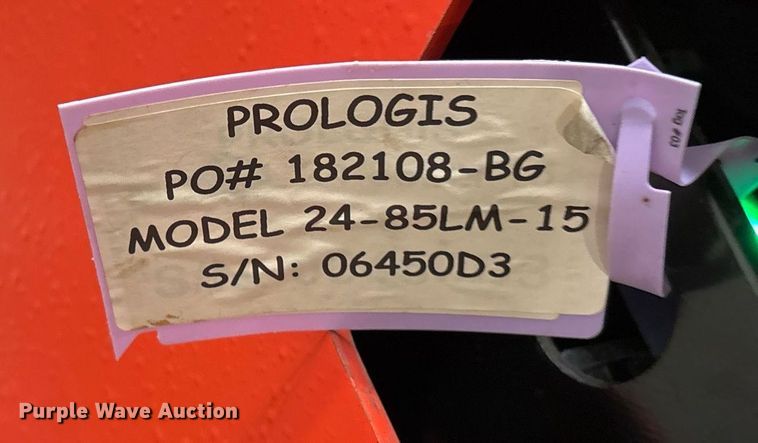 PROLOGIS
PO# 182108-BG
MODEL 24-85LM-15
S/N: 06450D3
Purple Wave Auction